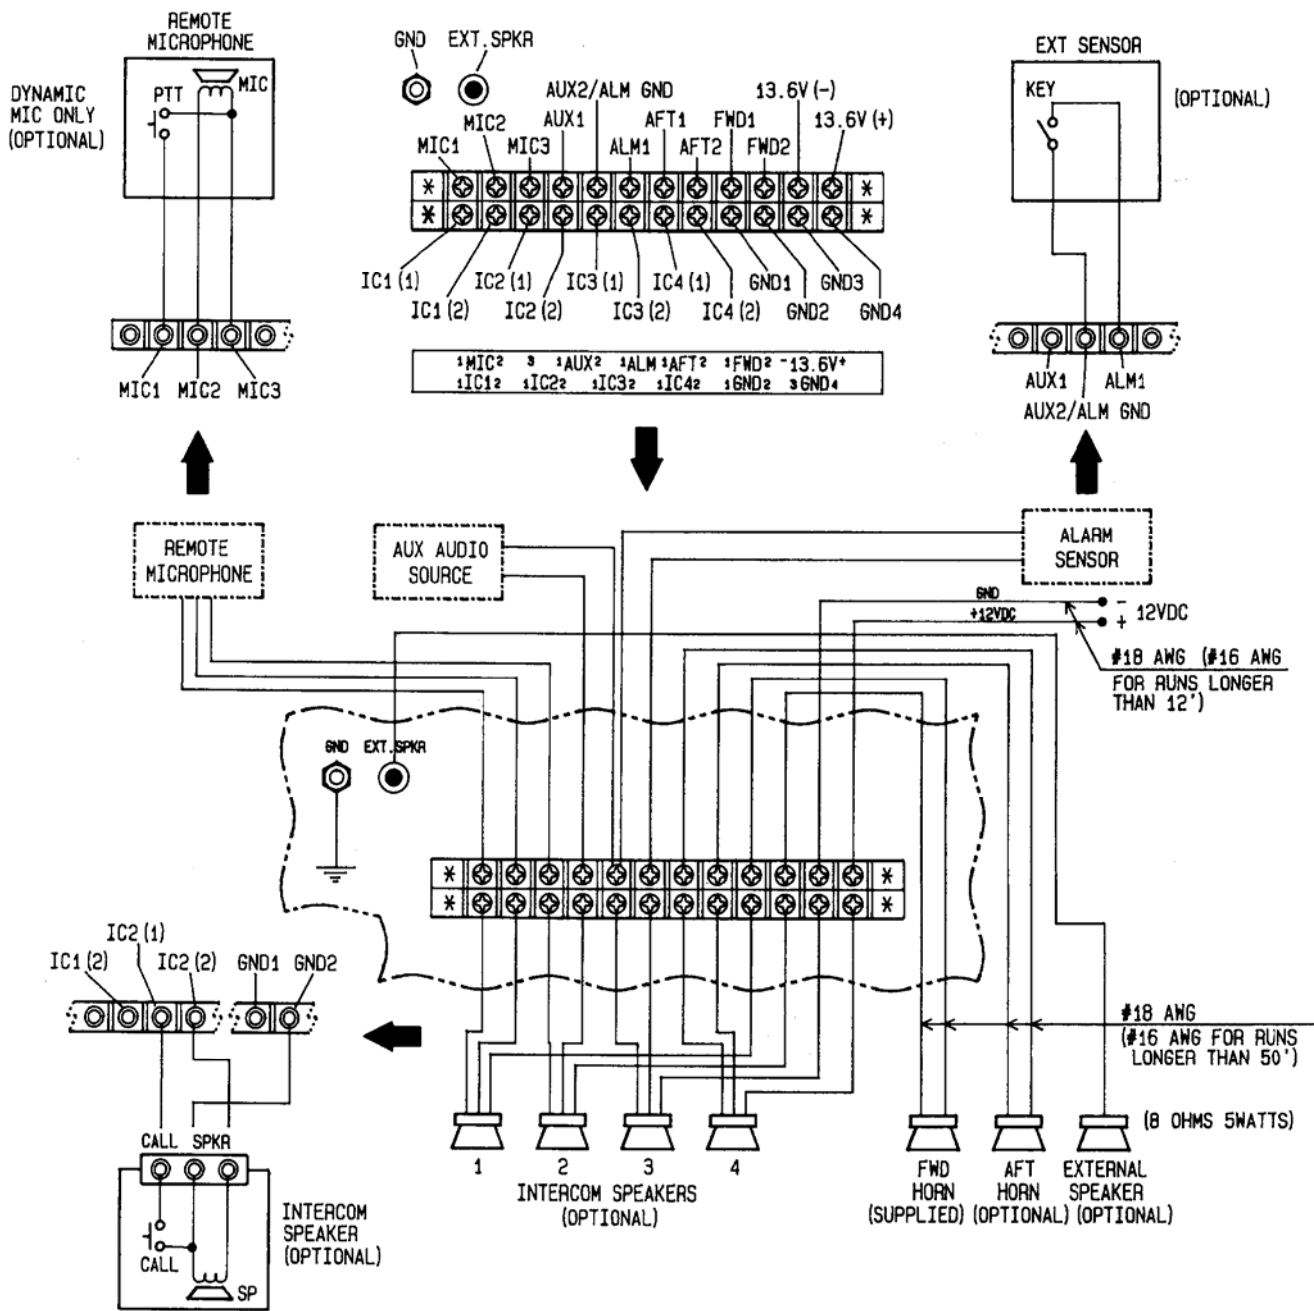 REMOTE
MICROPHONE
DYNAMIC
MIC ONLY
(OPTIONAL)
PTT
MIC
MIC1 MIC2 MIC3
GND EXT.SPKR
AUX2/ALM GND 13.6V(-)
MIC2 AUX1 AFT1 FWD1 13.6V(+)
MIC1 MIC3 ALM1 AFT2 FWD2
* *
* *
IC1(1) IC2(1) IC3(1) IC4(1) GND1 GND3
IC1(2) IC2(2) IC3(2) IC4(2) GND2 GND4
1MIC2 3 1AUX2 1ALM 1AFT2 1FWD2 -13.6V+
1IC12 1IC22 1IC32 1IC42 1GND2 3GND4
EXT SENSOR
KEY
(OPTIONAL)
AUX1 ALM1
AUX2/ALM GND
REMOTE
MICROPHONE
AUX AUDIO
SOURCE
ALARM
SENSOR
GND
+12VDC
-
+
12VDC
#18 AWG (#16 AWG
FOR RUNS LONGER
THAN 12')
GND EXT.SPKR
* *
* *
IC2(1)
IC1(2) IC2(2) GND1 GND2
CALL SPKR
CALL
SP
INTERCOM
SPEAKER
(OPTIONAL)
#18 AWG
(#16 AWG FOR RUNS
LONGER THAN 50')
(8 OHMS 5WATTS)
1 2 3 4
INTERCOM SPEAKERS
(OPTIONAL)
FWD
HORN
(SUPPLIED)
AFT
HORN
(OPTIONAL)
EXTERNAL
SPEAKER
(OPTIONAL)